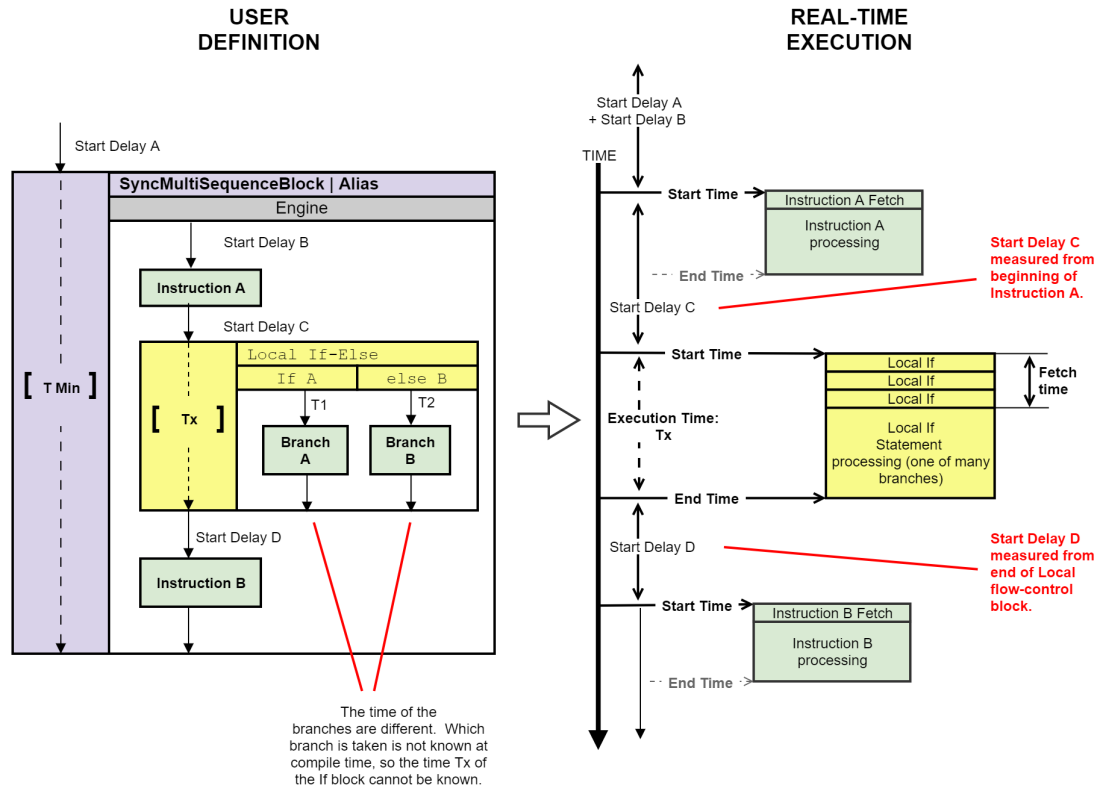 USER
DEFINITION
Start Delay A
SyncMultiSequenceBlock | Alias
Engine
Start Delay B
Instruction A
Start Delay C
Local If-Else
If A
else B
[ T Min ]
[ Tx ]
T1
T2
Branch
A
Branch
B
Start Delay D
Instruction B
The time of the
branches are different. Which
branch is taken is not known at
compile time, so the time Tx of
the If block cannot be known.
REAL-TIME
EXECUTION
Start Delay A
+ Start Delay B
TIME
Start Time
Instruction A Fetch
Instruction A
processing
End Time
Start Delay C
Start Delay C
measured from
beginning of
Instruction A.
Start Time
Local If
Local If
Local If
Fetch
time
Execution Time:
Tx
Local If
Statement
processing (one of many
branches)
End Time
Start Delay D
Start Delay D
measured from
end of Local
flow-control
block.
Start Time
Instruction B Fetch
Instruction B
processing
End Time